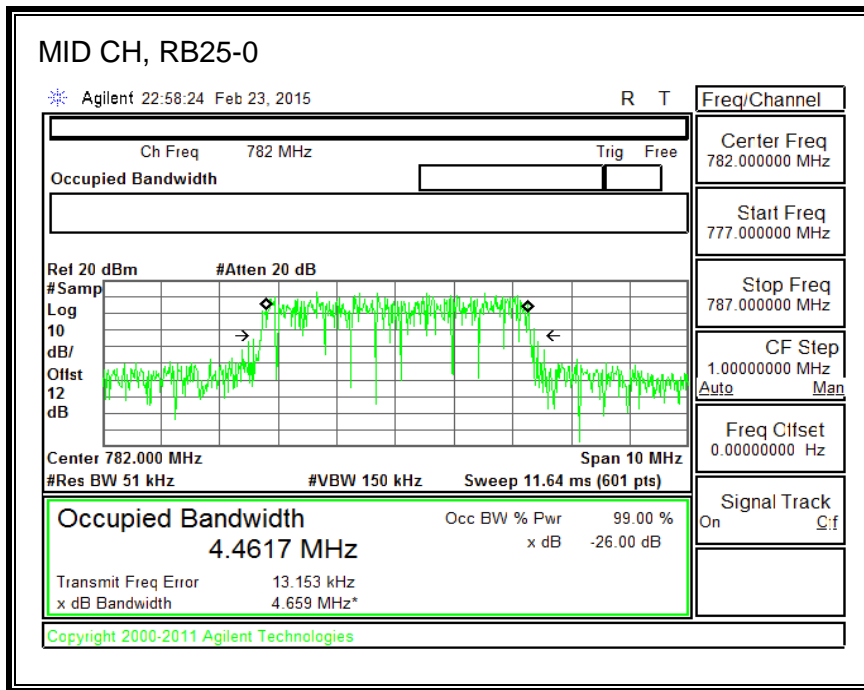 MID CH, RB25-0
Agilent 22:58:24 Feb 23, 2015 R T
Freq/Channel
Ch Freq 782 MHz Trig Free
Occupied Bandwidth
Center Freq
782.000000 MHz
Start Freq
777.000000 MHz
Stop Freq
787.000000 MHz
CF Step
1.00000000 MHz
Auto Man
Freq Offset
0.00000000 Hz
Signal Track
On Off
Ref 20 dBm #Atten 20 dB
#Samp
Log
10
dB/
Offst
12
dB
Center 782.000 MHz Span 10 MHz
#Res BW 51 kHz #VBW 150 kHz Sweep 11.64 ms (601 pts)
Occupied Bandwidth Occ BW % Pwr 99.00 %
4.4617 MHz x dB -26.00 dB
Transmit Freq Error 13.153 kHz
x dB Bandwidth 4.659 MHz*
Copyright 2000-2011 Agilent Technologies